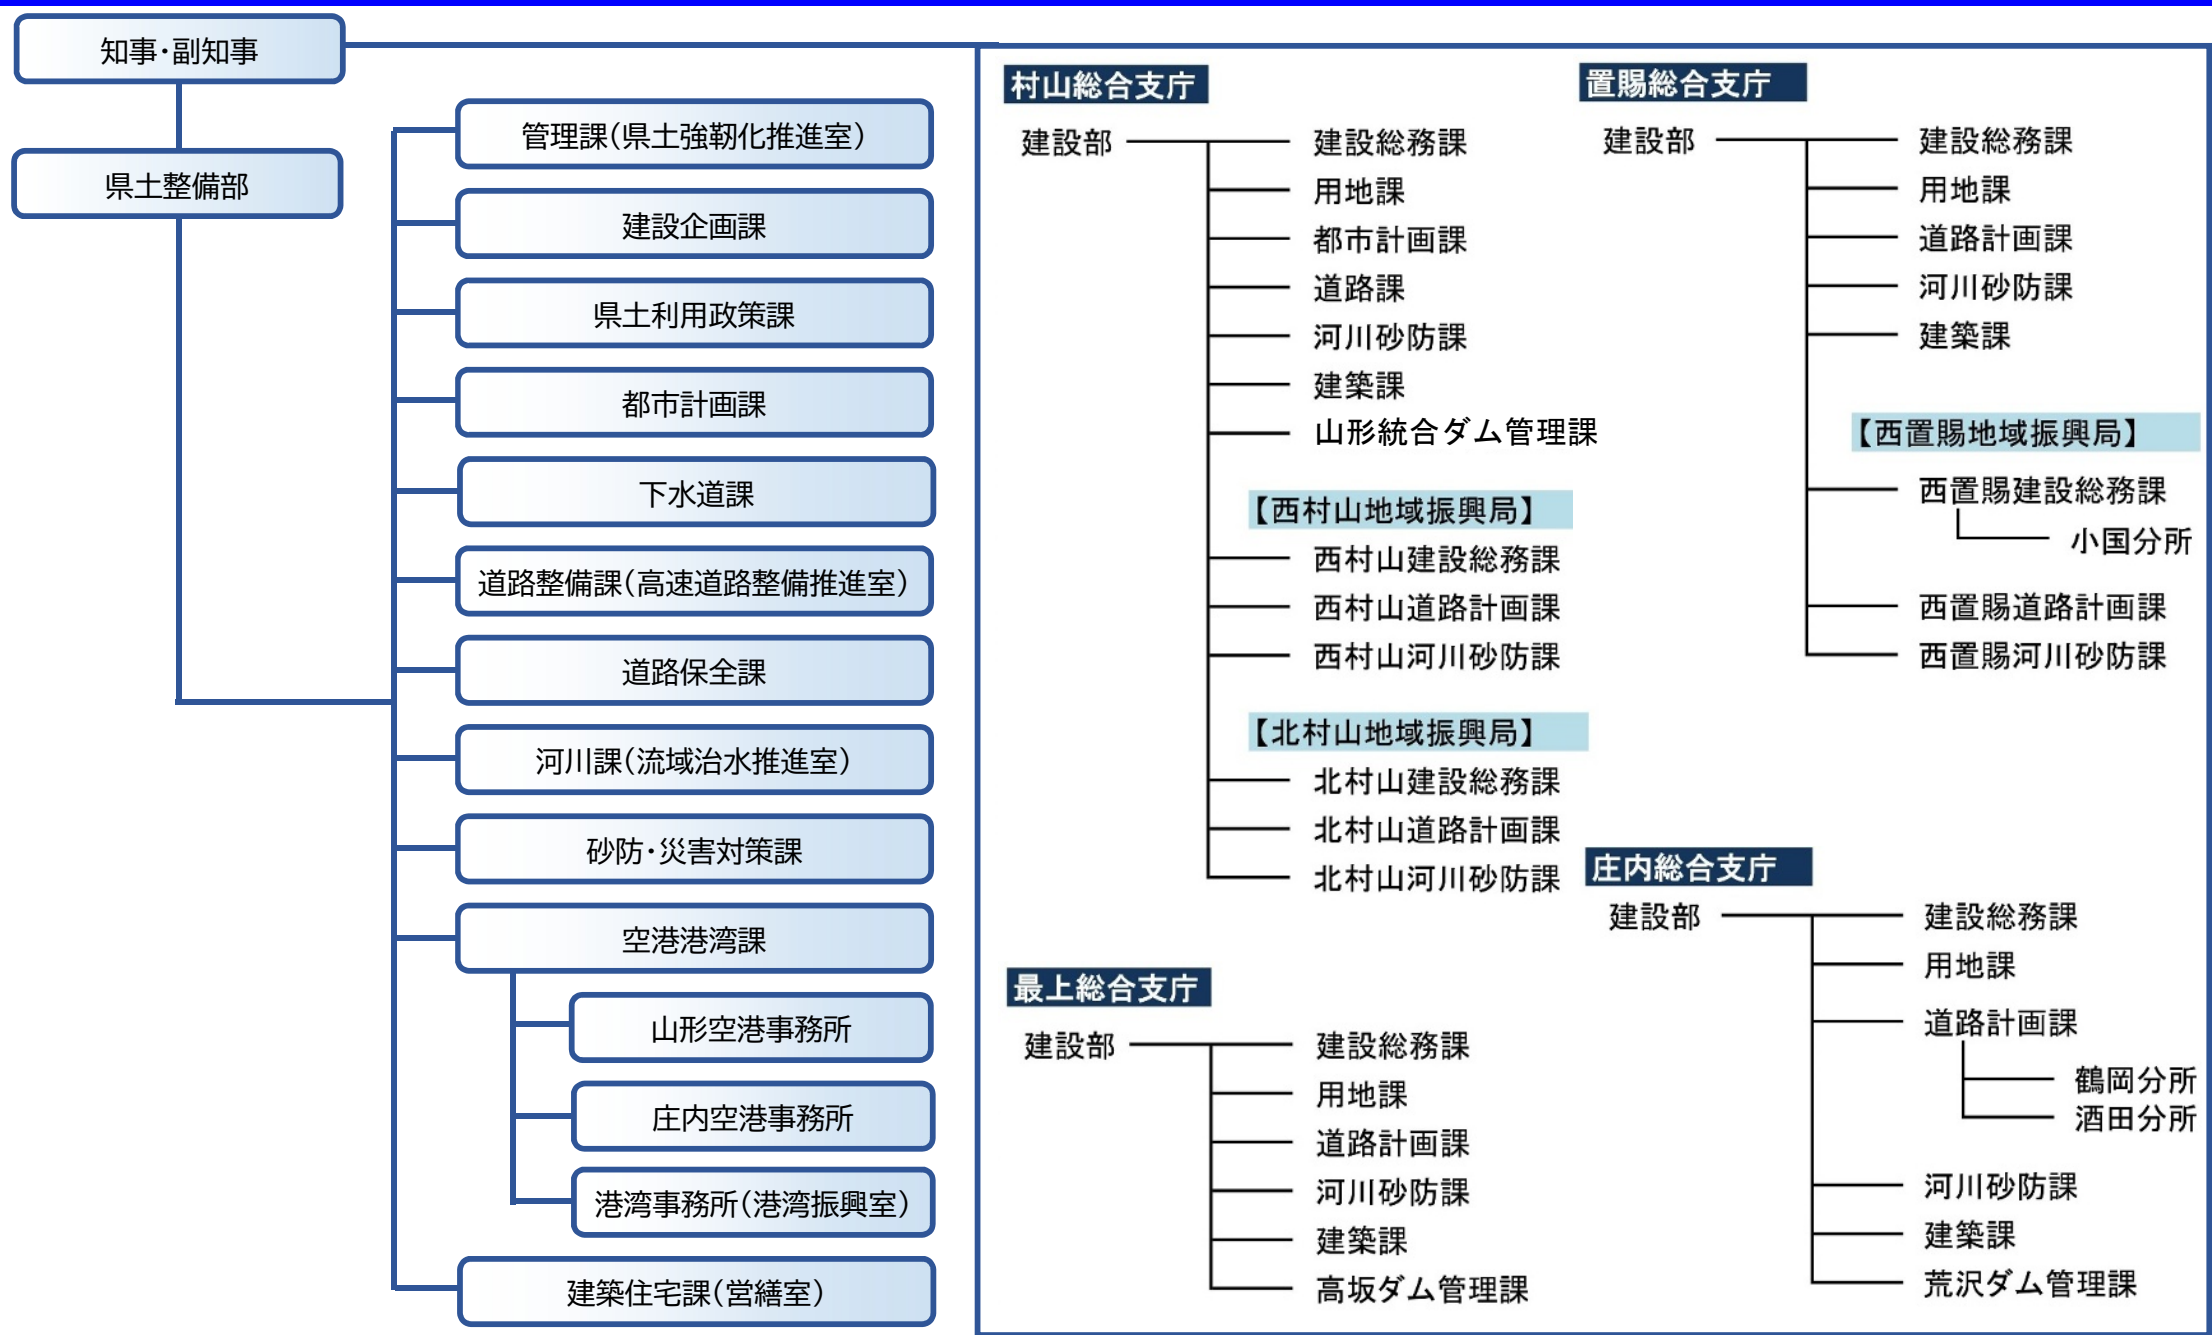 知事・副知事
県土整備部
管理課（県土強靭化推進室）
建設企画課
県土利用政策課
都市計画課
下水道課
道路整備課（高速道路整備推進室）
道路保全課
河川課（流域治水推進室）
砂防・災害対策課
空港港湾課
山形空港事務所
庄内空港事務所
港湾事務所（港湾振興室）
建築住宅課（営繕室）
村山総合支庁
建設部
建設総務課
用地課
都市計画課
道路課
河川砂防課
建築課
山形統合ダム管理課
【西村山地域振興局】
西村山建設総務課
西村山道路計画課
西村山河川砂防課
【北村山地域振興局】
北村山建設総務課
北村山道路計画課
北村山河川砂防課
最上総合支庁
建設部
建設総務課
用地課
道路計画課
河川砂防課
建築課
高坂ダム管理課
置賜総合支庁
建設部
建設総務課
用地課
道路計画課
河川砂防課
建築課
【西置賜地域振興局】
西置賜建設総務課
小国分所
西置賜道路計画課
西置賜河川砂防課
庄内総合支庁
建設部
建設総務課
用地課
道路計画課
鶴岡分所
酒田分所
河川砂防課
建築課
荒沢ダム管理課